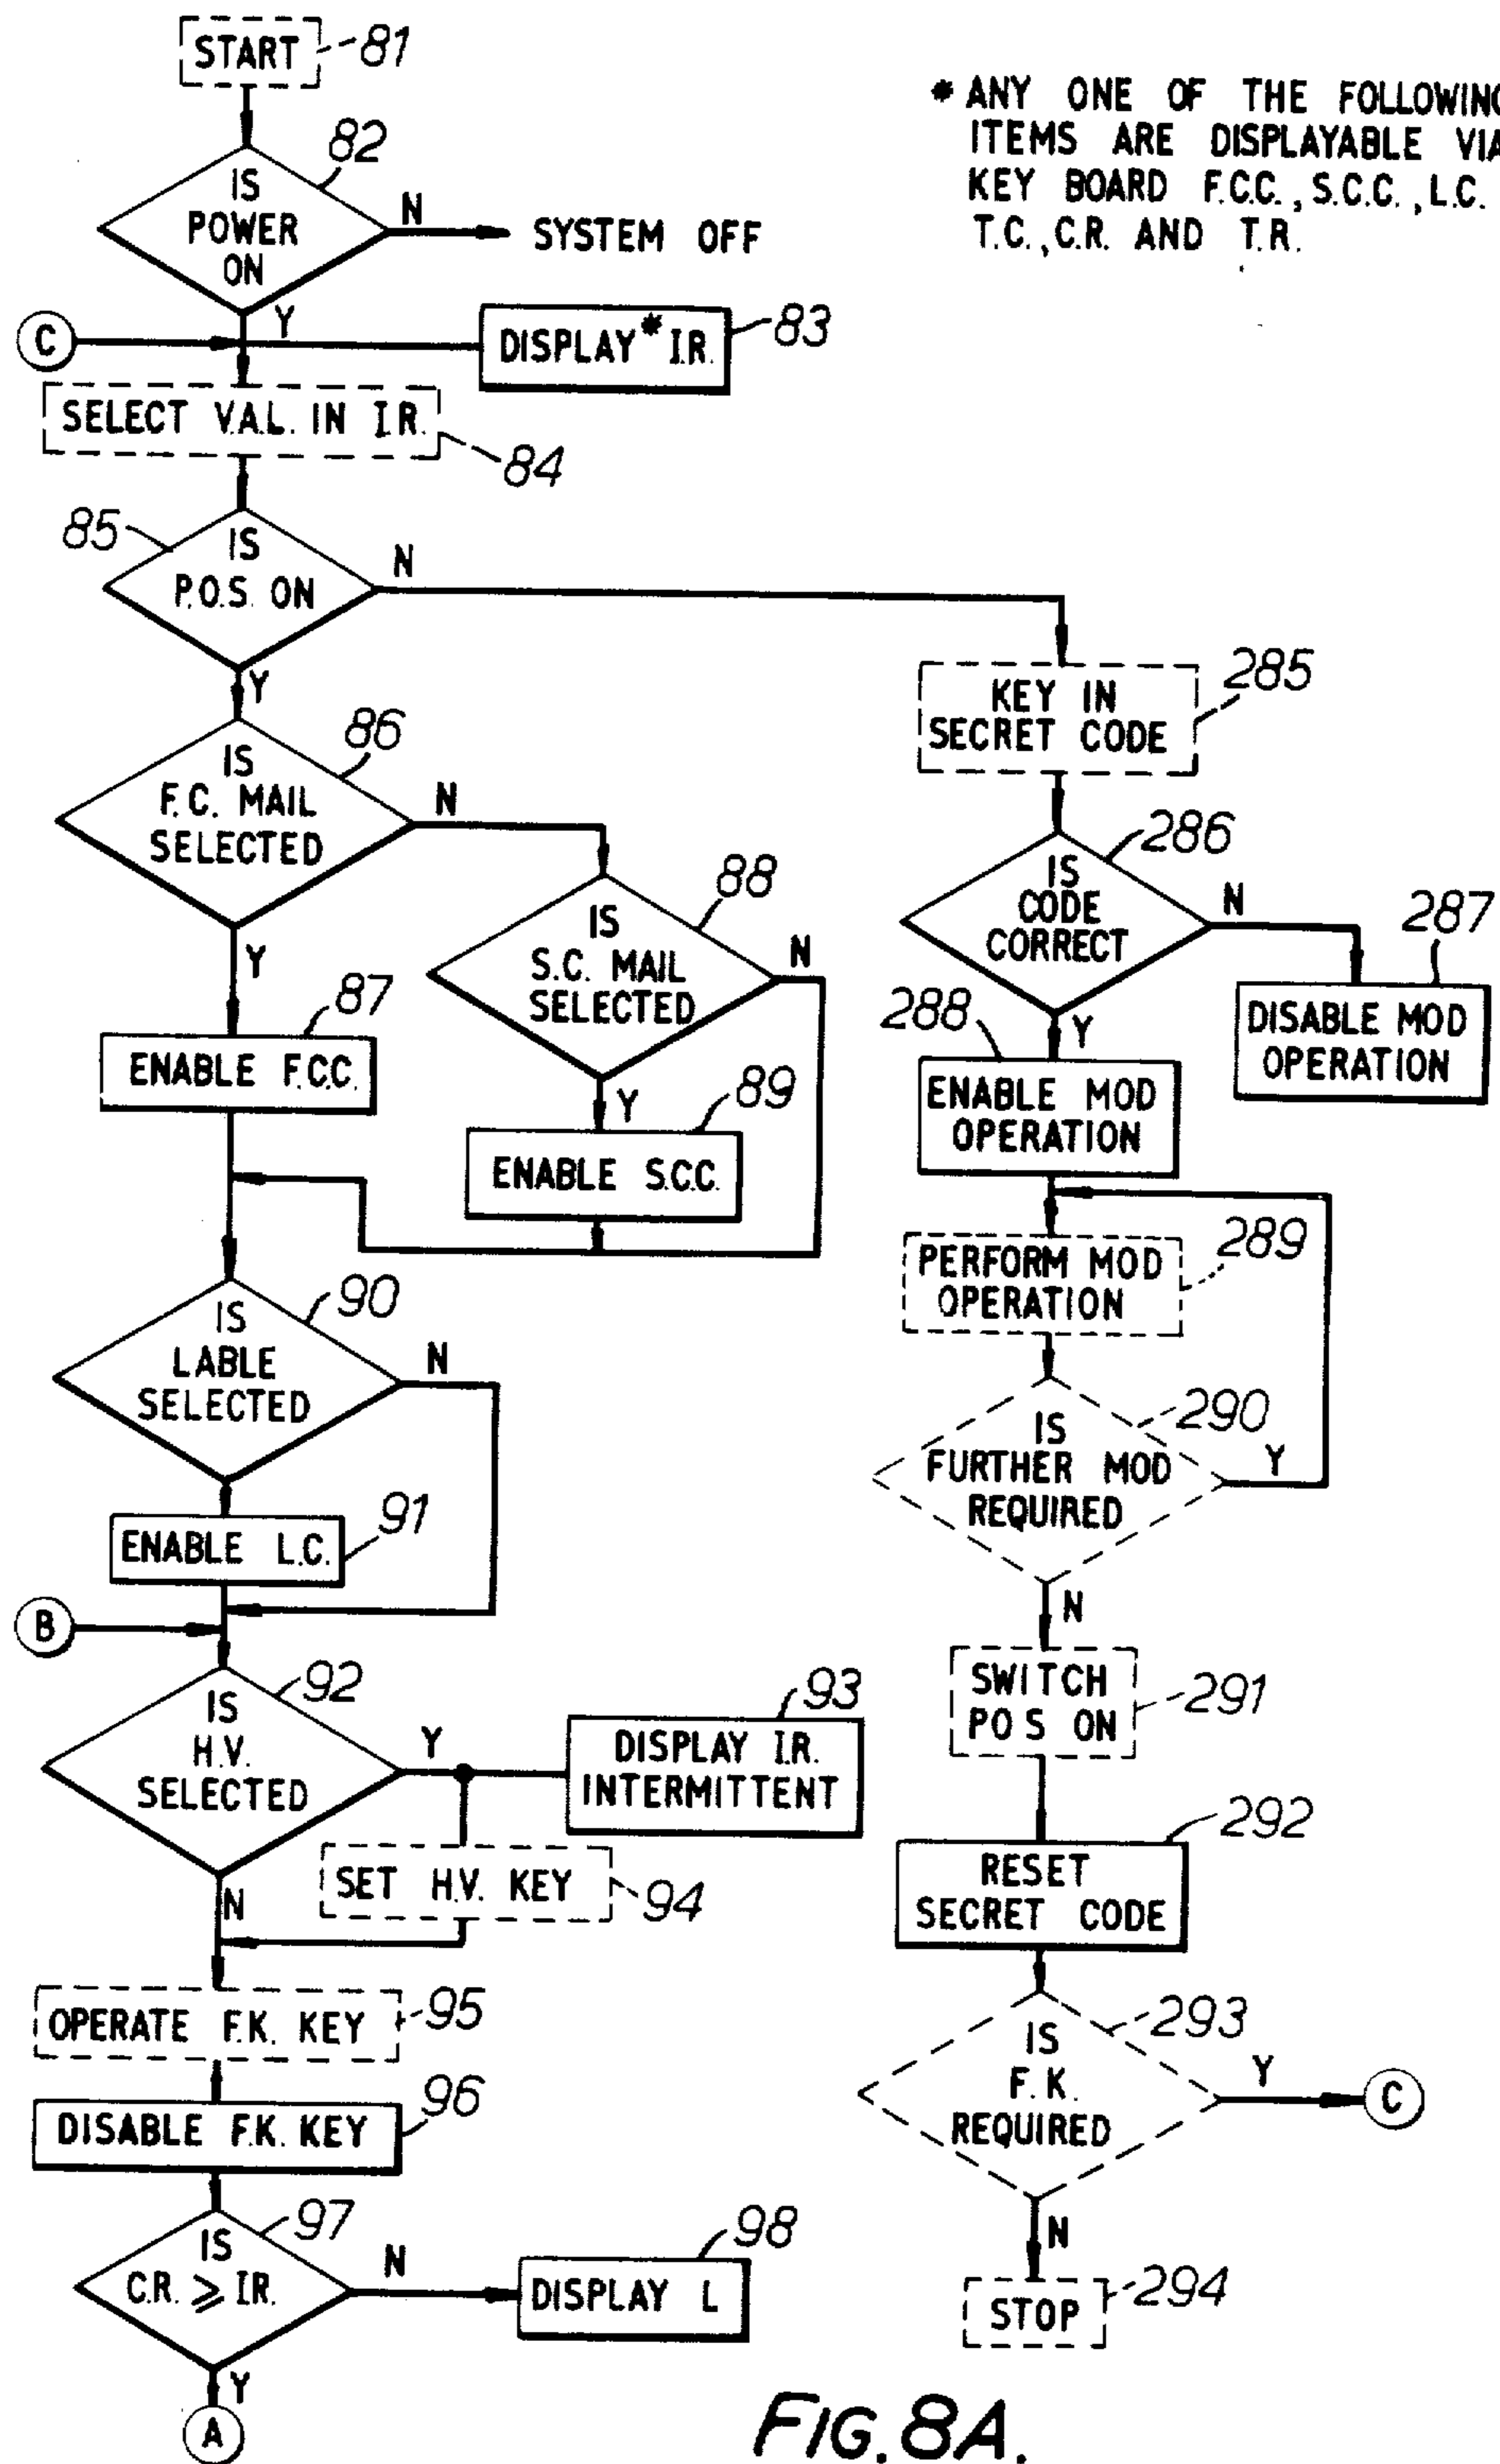 START
81
* ANY ONE OF THE FOLLOWING
ITEMS ARE DISPLAYABLE VIA
KEY BOARD F.C.C., S.C.C., L.C.
T.C., C.R. AND T.R.
82
IS
POWER
ON
N
SYSTEM OFF
Y
C
DISPLAY* I.R.
83
SELECT V.A.L. IN I.R.
84
85
IS
P.O.S. ON
N
Y
KEY IN
SECRET CODE
285
86
IS
F.C. MAIL
SELECTED
N
Y
88
IS
S.C. MAIL
SELECTED
N
Y
286
IS
CODE
CORRECT
N
Y
287
DISABLE MOD
OPERATION
87
ENABLE F.C.C.
89
ENABLE S.C.C.
288
ENABLE MOD
OPERATION
PERFORM MOD
OPERATION
289
90
IS
LABLE
SELECTED
N
290
IS
FURTHER MOD
REQUIRED
Y
N
91
ENABLE L.C.
B
92
IS
H.V.
SELECTED
Y
N
93
DISPLAY I.R.
INTERMITTENT
SET H.V. KEY
94
SWITCH
POS ON
291
292
RESET
SECRET CODE
OPERATE F.K. KEY
95
96
DISABLE F.K. KEY
293
IS
F.K.
REQUIRED
Y
C
N
97
IS
C.R. ⩾ I.R.
N
98
DISPLAY L
STOP
294
Y
A
FIG. 8A.